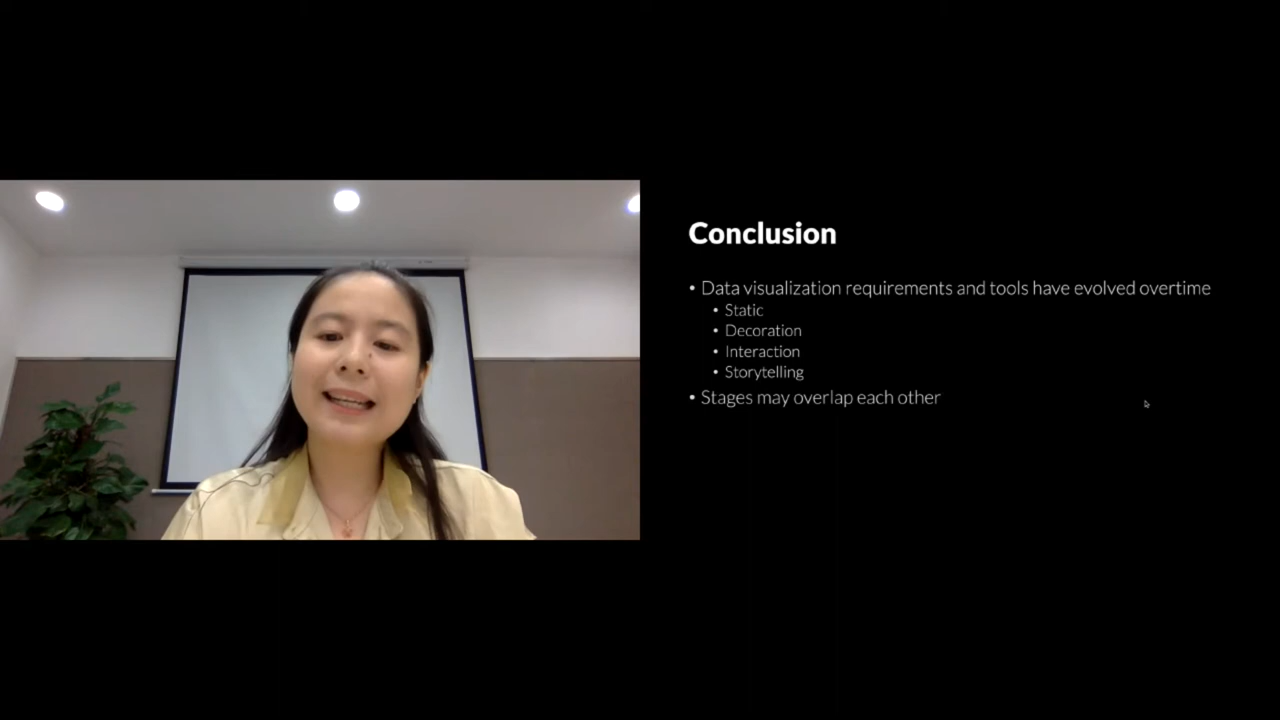 Conclusion
• Data visualization requirements and tools have evolved overtime
• Static
• Decoration
• Interaction
• Storytelling
• Stages may overlap each other